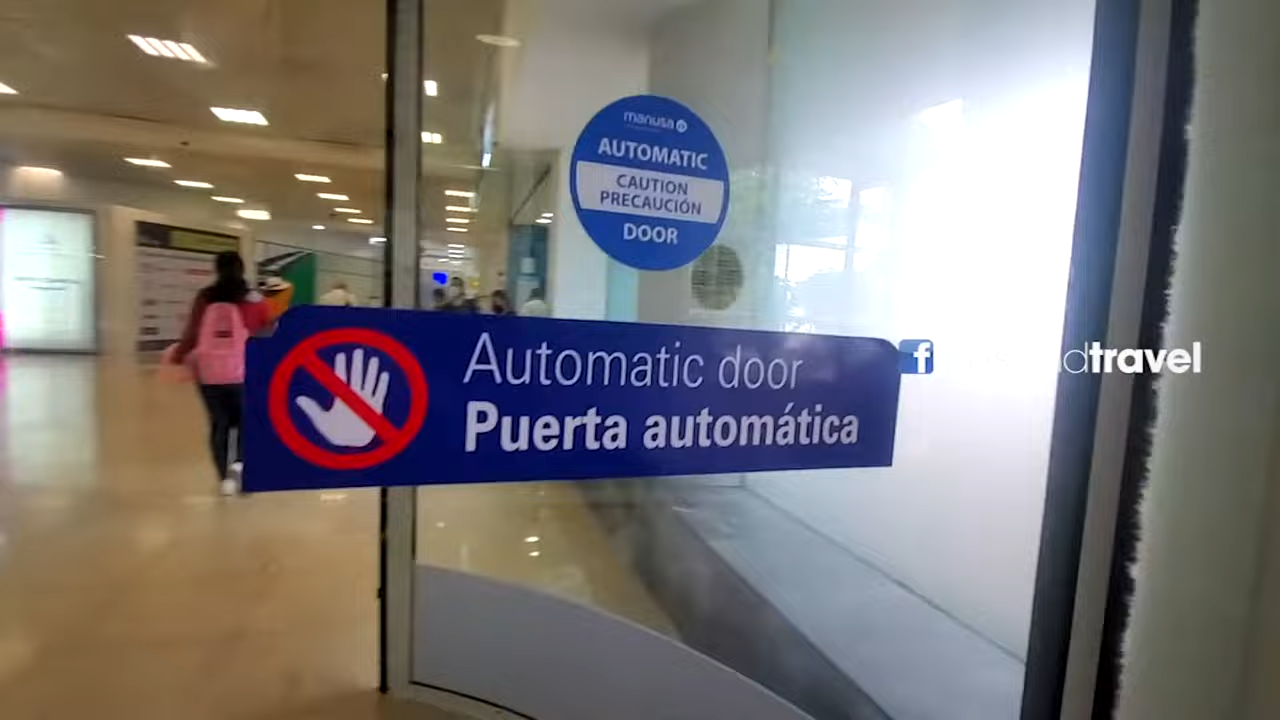 manusa
AUTOMATIC
CAUTION
PRECAUCIÓN
DOOR
Automatic door
Puerta automática
f
travel